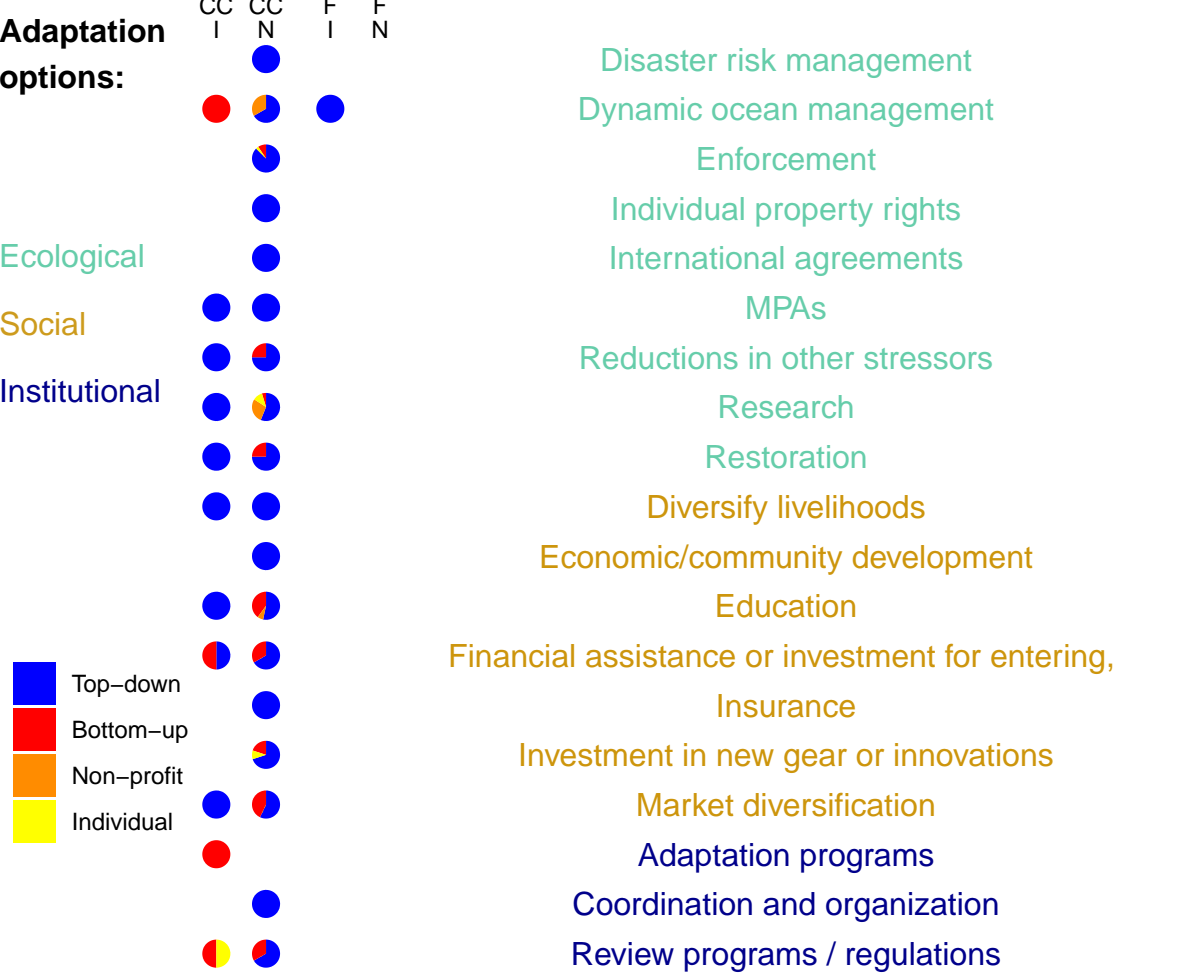 CC CC F F
I N I N
Adaptation
options:
Disaster risk management
Dynamic ocean management
Enforcement
Individual property rights
International agreements
MPAs
Reductions in other stressors
Research
Restoration
Diversify livelihoods
Economic/community development
Education
Financial assistance or investment for entering,
Insurance
Investment in new gear or innovations
Market diversification
Adaptation programs
Coordination and organization
Review programs / regulations
Ecological
Social
Institutional
Top−down
Bottom−up
Non−profit
Individual